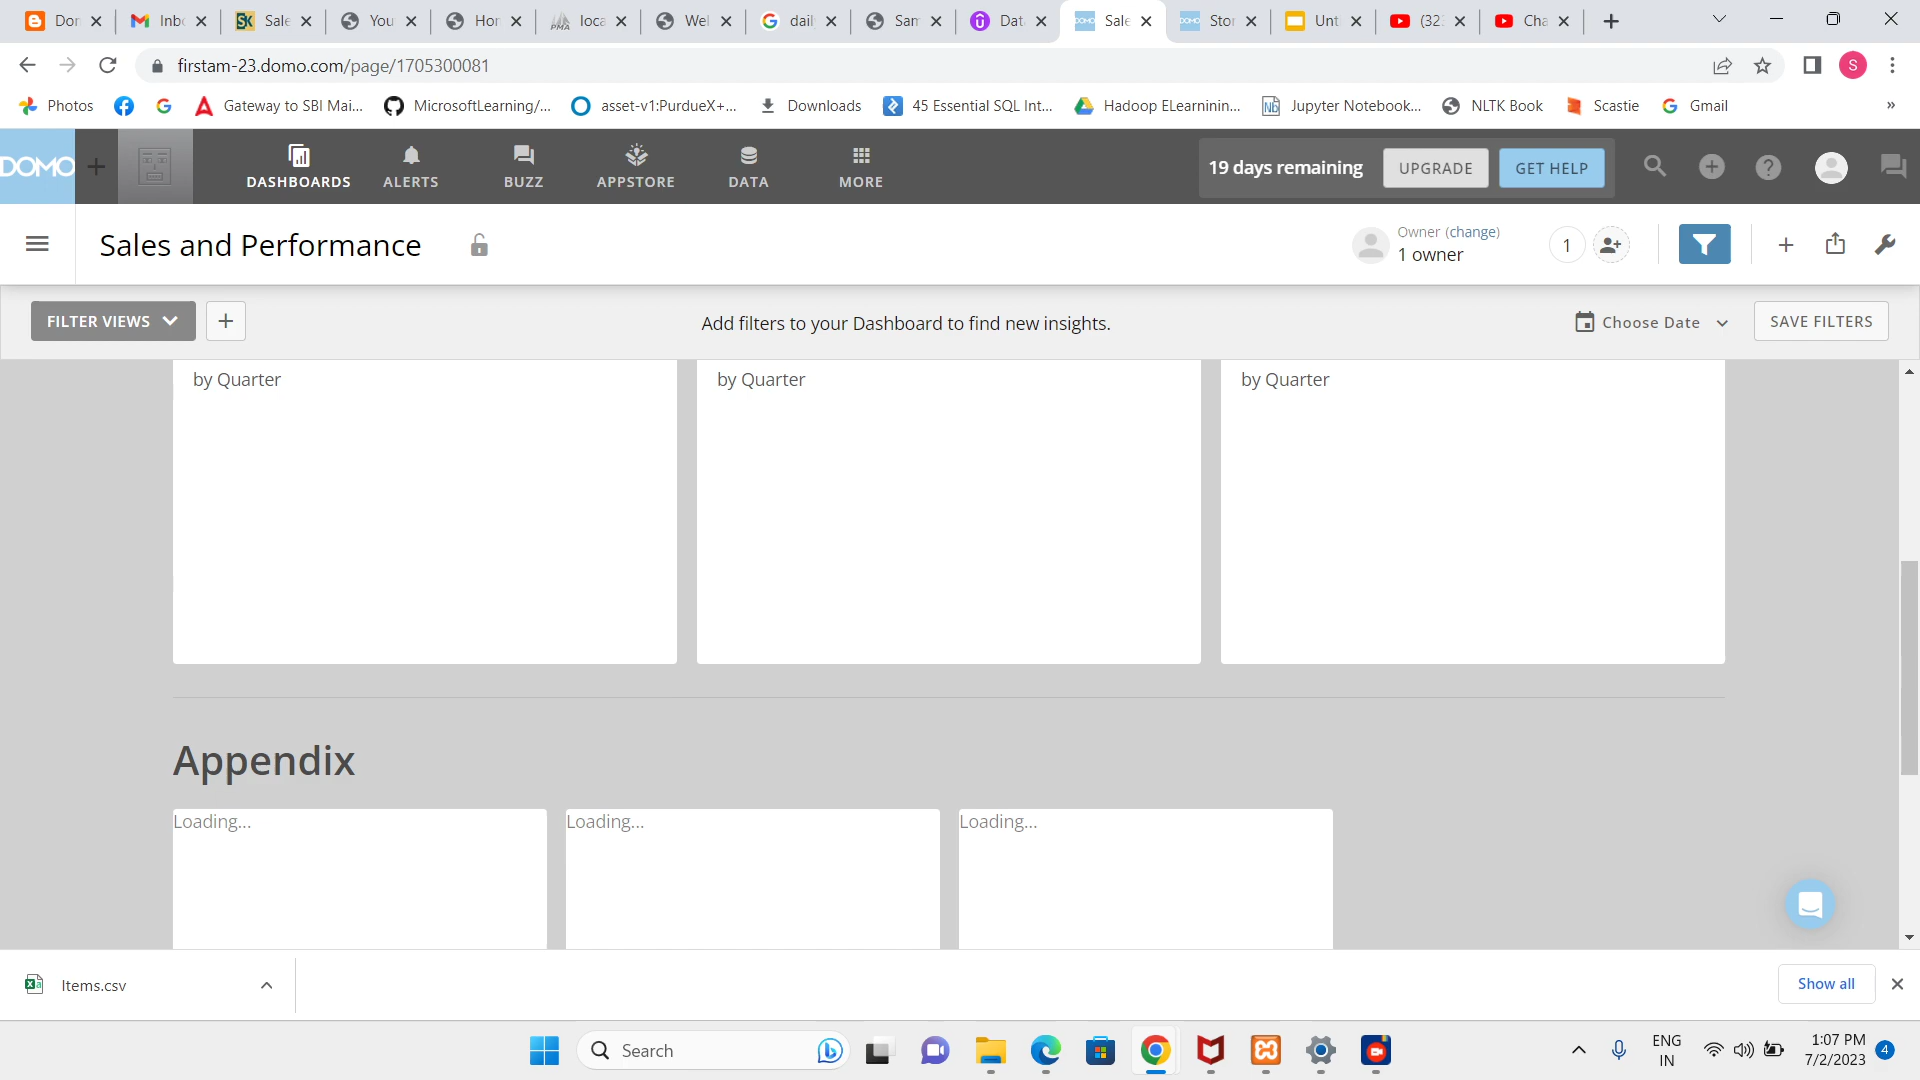 Dor Inb SK Sale You Hor loca Wel dail Sam Dat Sale Stor Unt (32 Cha
firstam-23.domo.com/page/1705300081 S
Photos Gateway to SBI Mai... MicrosoftLearning/... asset-v1:PurdueX+... Downloads 45 Essential SQL Int... Hadoop ELearninin... Jupyter Notebook... NLTK Book Scastie Gmail »
DOMO DASHBOARDS ALERTS BUZZ APPSTORE DATA MORE 19 days remaining UPGRADE GET HELP
Sales and Performance Owner (change) 1
1 owner
FILTER VIEWS Add filters to your Dashboard to find new insights. Choose Date SAVE FILTERS
by Quarter by Quarter by Quarter
Appendix
Loading... Loading... Loading...
Items.csv Show all
Search ENG 1:07 PM
IN 7/2/2023 4